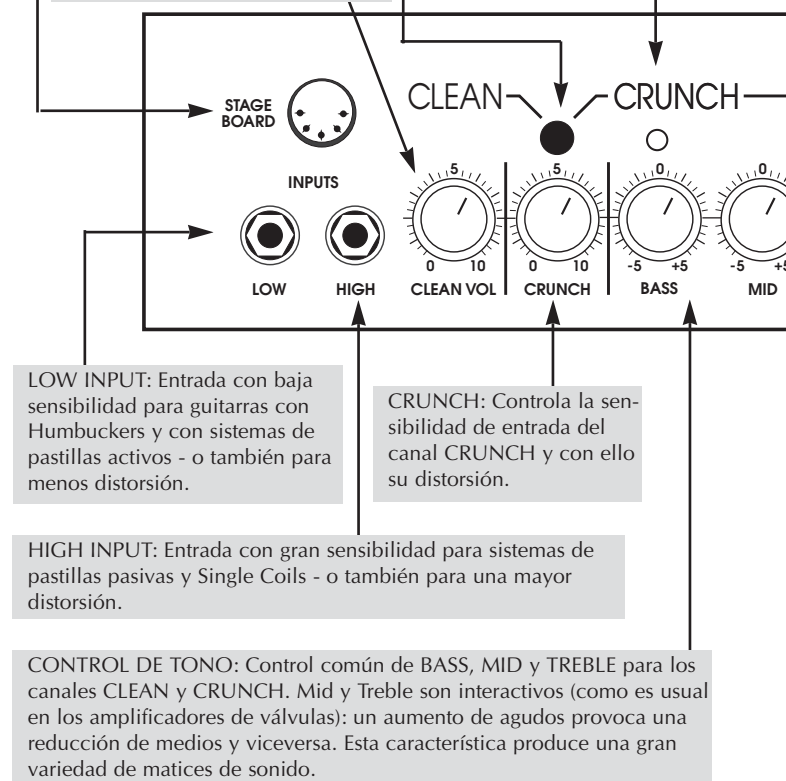 CLEAN CRUNCH
STAGE
BOARD
INPUTS
5 5 0 0
0 10 0 10 -5 +5 -5 +5
LOW HIGH CLEAN VOL CRUNCH BASS MID
LOW INPUT: Entrada con baja
sensibilidad para guitarras con
Humbuckers y con sistemas de
pastillas activos - o también para
menos distorsión.
CRUNCH: Controla la sen-
sibilidad de entrada del
canal CRUNCH y con ello
su distorsión.
HIGH INPUT: Entrada con gran sensibilidad para sistemas de
pastillas pasivas y Single Coils - o también para una mayor
distorsión.
CONTROL DE TONO: Control común de BASS, MID y TREBLE para los
canales CLEAN y CRUNCH. Mid y Treble son interactivos (como es usual
en los amplificadores de válvulas): un aumento de agudos provoca una
reducción de medios y viceversa. Esta característica produce una gran
variedad de matices de sonido.